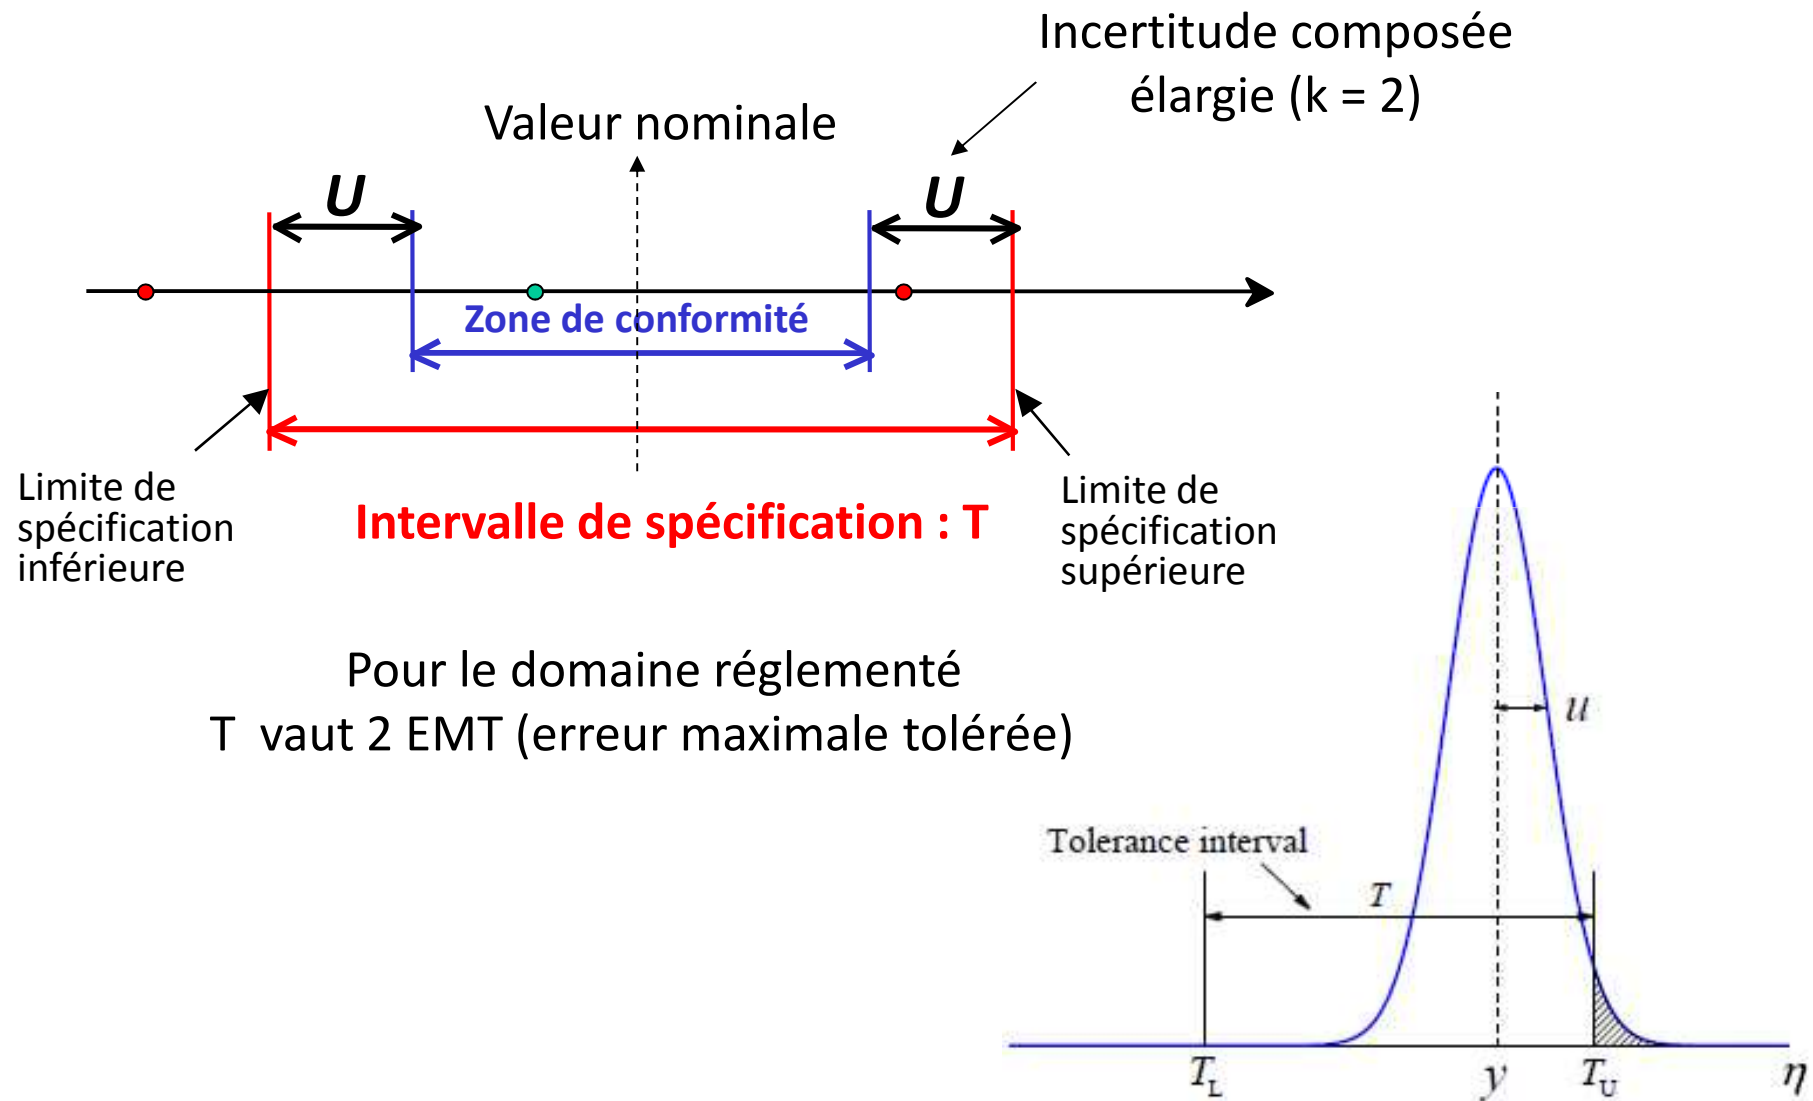 Incertitude composée
élargie (k = 2)
Valeur nominale
U
U
Zone de conformité
Limite de
spécification
inférieure
Intervalle de spécification : T
Limite de
spécification
supérieure
Pour le domaine réglementé
T vaut 2 EMT (erreur maximale tolérée)
u
Tolerance interval
T
T_L
y
T_U
η